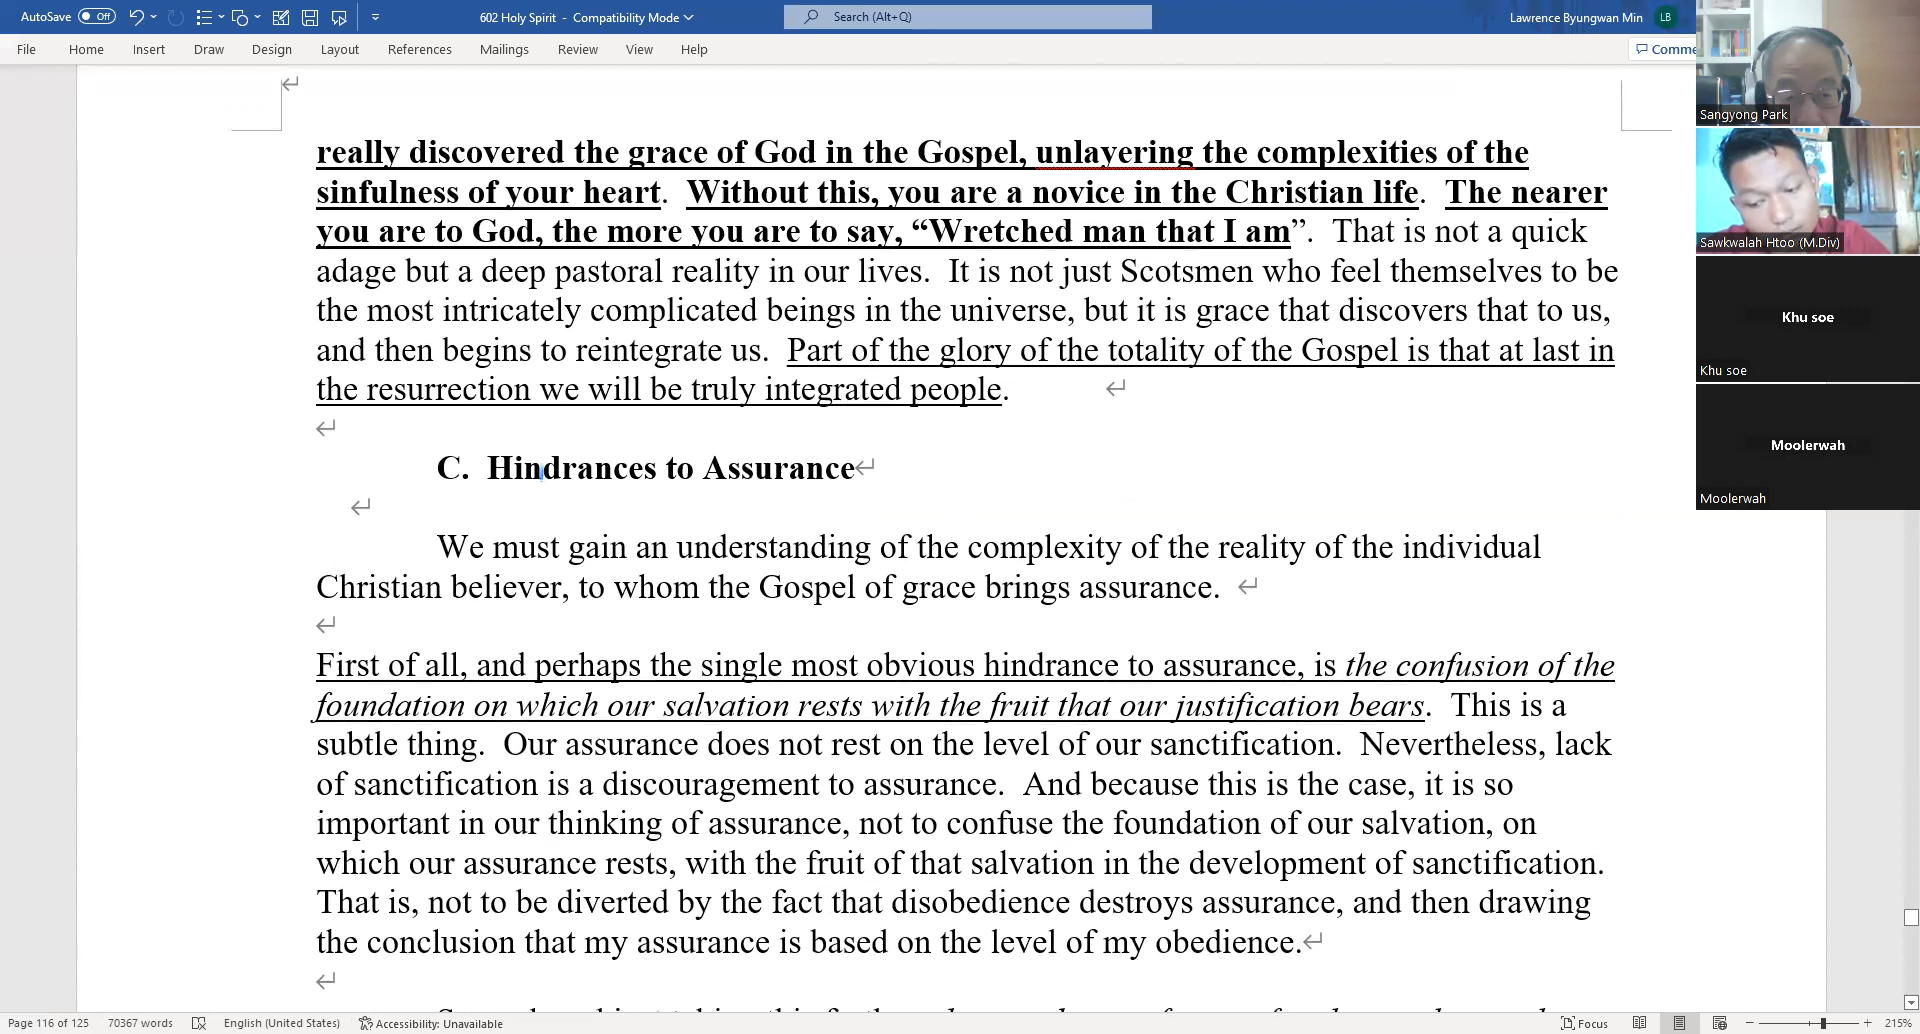 AutoSave Off 602 Holy Spirit - Compatibility Mode Search (Alt+Q) Lawrence Byungwan Min LB
File Home Insert Draw Design Layout References Mailings Review View Help
really discovered the grace of God in the Gospel, unlayering the complexities of the
sinfulness of your heart. Without this, you are a novice in the Christian life. The nearer
you are to God, the more you are to say, “Wretched man that I am”. That is not a quick
adage but a deep pastoral reality in our lives. It is not just Scotsmen who feel themselves to be
the most intricately complicated beings in the universe, but it is grace that discovers that to us,
and then begins to reintegrate us. Part of the glory of the totality of the Gospel is that at last in
the resurrection we will be truly integrated people.
C. Hindrances to Assurance
We must gain an understanding of the complexity of the reality of the individual
Christian believer, to whom the Gospel of grace brings assurance.
First of all, and perhaps the single most obvious hindrance to assurance, is the confusion of the
foundation on which our salvation rests with the fruit that our justification bears. This is a
subtle thing. Our assurance does not rest on the level of our sanctification. Nevertheless, lack
of sanctification is a discouragement to assurance. And because this is the case, it is so
important in our thinking of assurance, not to confuse the foundation of our salvation, on
which our assurance rests, with the fruit of that salvation in the development of sanctification.
That is, not to be diverted by the fact that disobedience destroys assurance, and then drawing
the conclusion that my assurance is based on the level of my obedience.
Page 116 of 125 70367 words English (United States) Accessibility: Unavailable Focus 215%
Sangyong Park
Sawkwalah Htoo (M.Div)
Khu soe
Khu soe
Moolerwah
Moolerwah